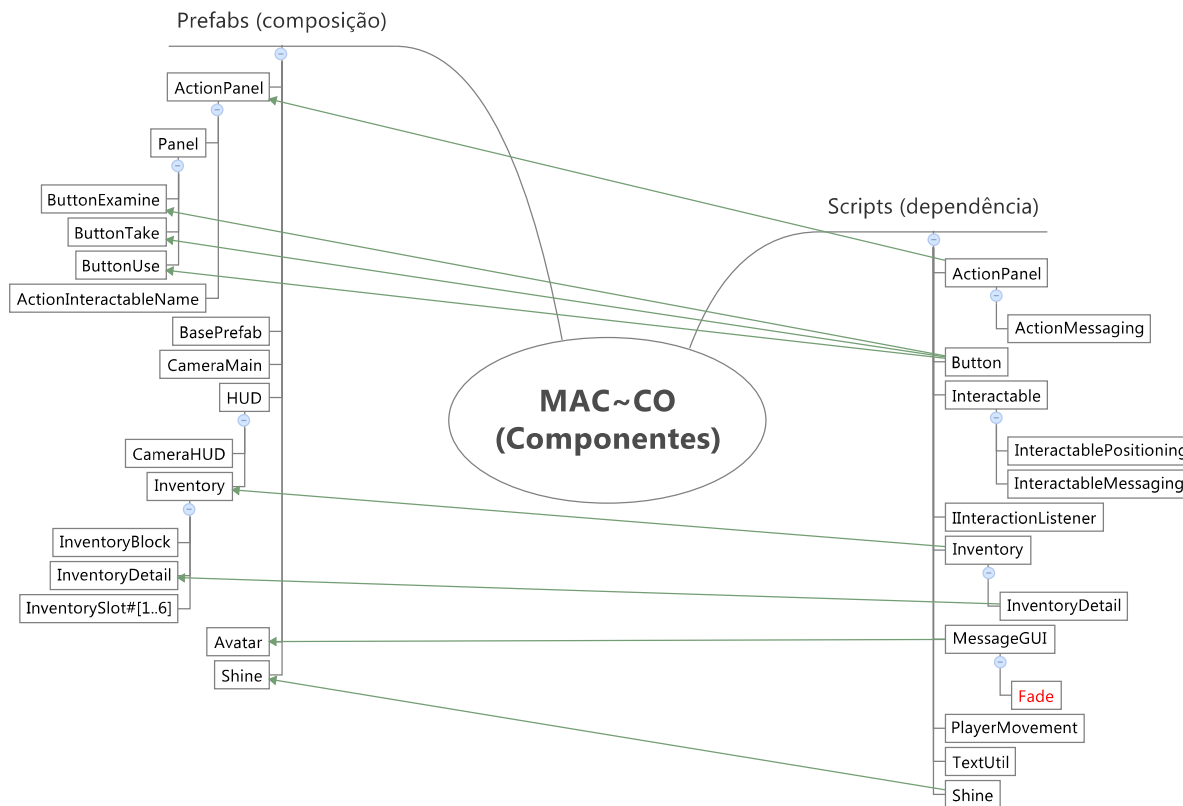 Prefabs (composição)
ActionPanel
Panel
ButtonExamine
ButtonTake
ButtonUse
ActionInteractableName
BasePrefab
CameraMain
HUD
CameraHUD
Inventory
InventoryBlock
InventoryDetail
InventorySlot#[1..6]
Avatar
Shine
MAC~CO
(Componentes)
Scripts (dependência)
ActionPanel
ActionMessaging
Button
Interactable
InteractablePositioning
InteractableMessaging
IInteractionListener
Inventory
InventoryDetail
MessageGUI
Fade
PlayerMovement
TextUtil
Shine